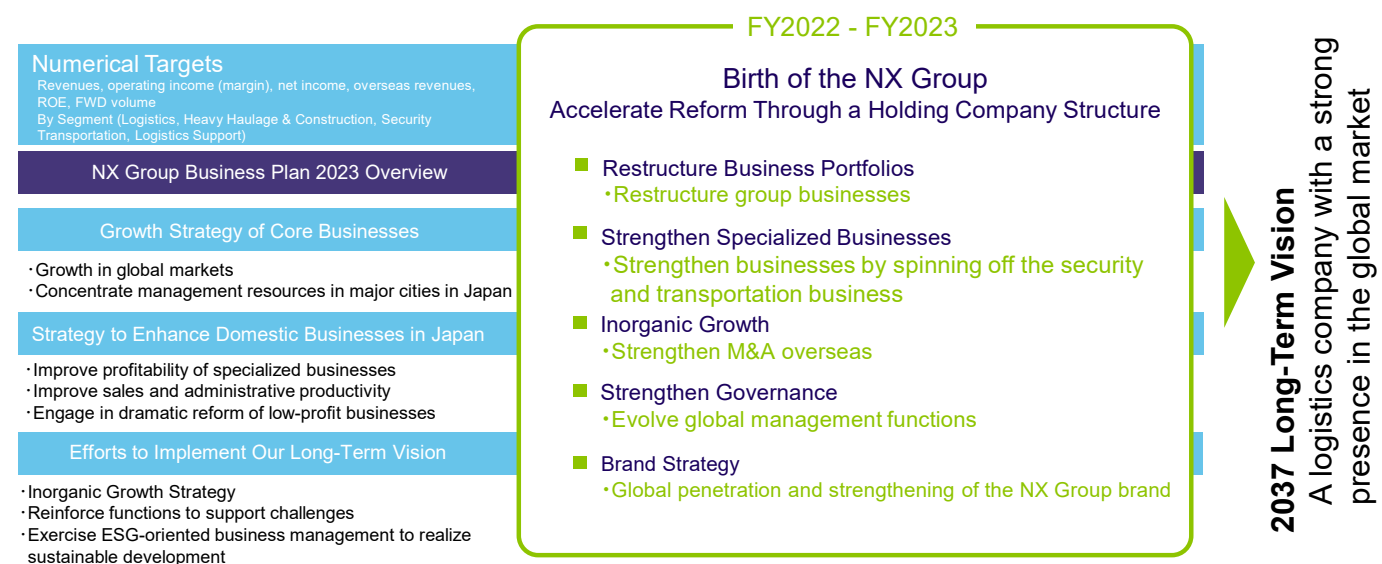 Numerical Targets
Revenues, operating income (margin), net income, overseas revenues,
ROE, FWD volume
By Segment (Logistics, Heavy Haulage & Construction, Security
Transportation, Logistics Support)
NX Group Business Plan 2023 Overview
Growth Strategy of Core Businesses
・Growth in global markets
・Concentrate management resources in major cities in Japan
Strategy to Enhance Domestic Businesses in Japan
・Improve profitability of specialized businesses
・Improve sales and administrative productivity
・Engage in dramatic reform of low-profit businesses
Efforts to Implement Our Long-Term Vision
・Inorganic Growth Strategy
・Reinforce functions to support challenges
・Exercise ESG-oriented business management to realize
sustainable development
FY2022 - FY2023
Birth of the NX Group
Accelerate Reform Through a Holding Company Structure
■ Restructure Business Portfolios
・Restructure group businesses
■ Strengthen Specialized Businesses
・Strengthen businesses by spinning off the security
and transportation business
■ Inorganic Growth
・Strengthen M&A overseas
■ Strengthen Governance
・Evolve global management functions
■ Brand Strategy
・Global penetration and strengthening of the NX Group brand
2037 Long-Term Vision
A logistics company with a strong
presence in the global market